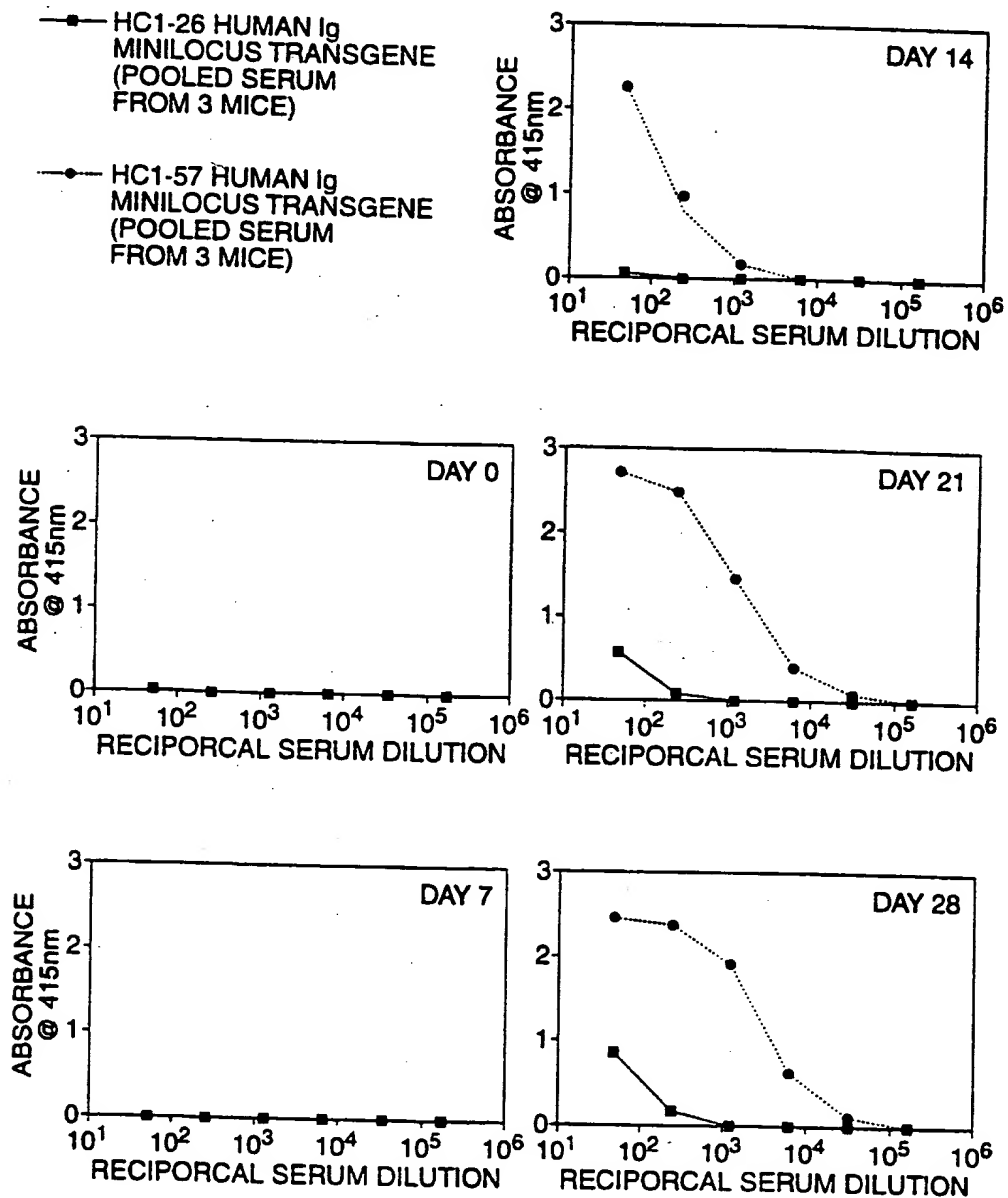 HC1-26 HUMAN Ig
MINILOCUS TRANSGENE
(POOLED SERUM
FROM 3 MICE)
HC1-57 HUMAN Ig
MINILOCUS TRANSGENE
(POOLED SERUM
FROM 3 MICE)
DAY 14
ABSORBANCE
@ 415nm
3
2
1
0
10¹ 10² 10³ 10⁴ 10⁵ 10⁶
RECIPORCAL SERUM DILUTION
DAY 0
ABSORBANCE
@ 415nm
3
2
1
0
10¹ 10² 10³ 10⁴ 10⁵ 10⁶
RECIPORCAL SERUM DILUTION
DAY 21
3
2
1
0
10¹ 10² 10³ 10⁴ 10⁵ 10⁶
RECIPORCAL SERUM DILUTION
DAY 7
ABSORBANCE
@ 415nm
3
2
1
0
10¹ 10² 10³ 10⁴ 10⁵ 10⁶
RECIPORCAL SERUM DILUTION
DAY 28
3
2
1
0
10¹ 10² 10³ 10⁴ 10⁵ 10⁶
RECIPORCAL SERUM DILUTION